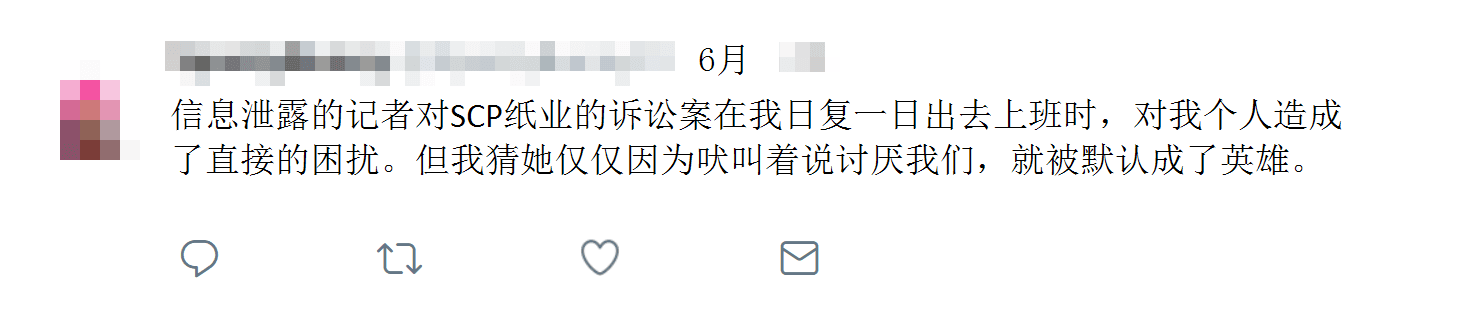 6月
信息泄露的记者对SCP纸业的诉讼案在我日复一日出去上班时，对我个人造成
了直接的困扰。但我猜她仅仅因为吠叫着说讨厌我们，就被默认成了英雄。